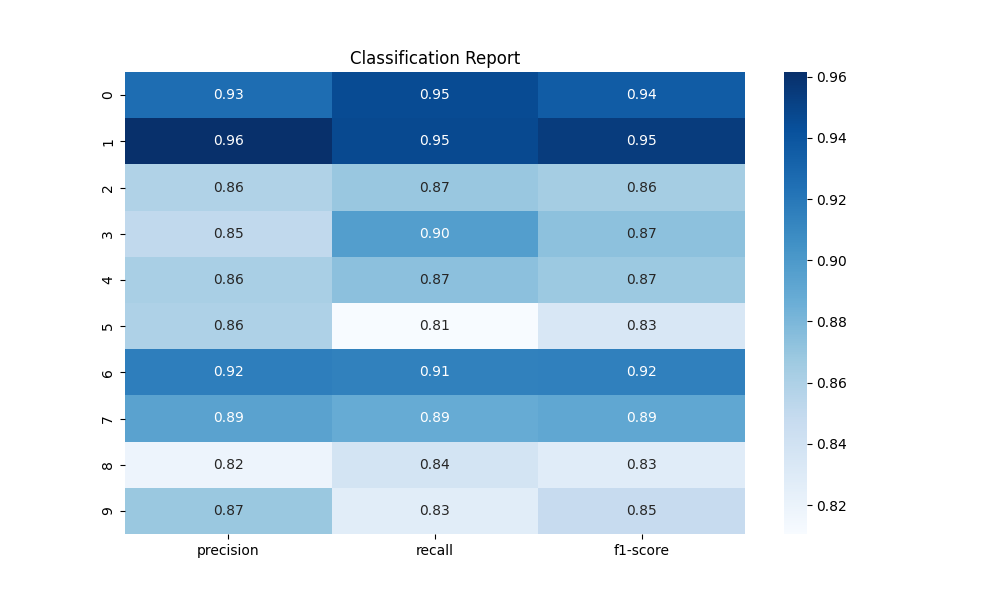 Classification Report
0 0.93 0.95 0.94
1 0.96 0.95 0.95
2 0.86 0.87 0.86
3 0.85 0.90 0.87
4 0.86 0.87 0.87
5 0.86 0.81 0.83
6 0.92 0.91 0.92
7 0.89 0.89 0.89
8 0.82 0.84 0.83
9 0.87 0.83 0.85
precision recall f1-score
0.96
0.94
0.92
0.90
0.88
0.86
0.84
0.82